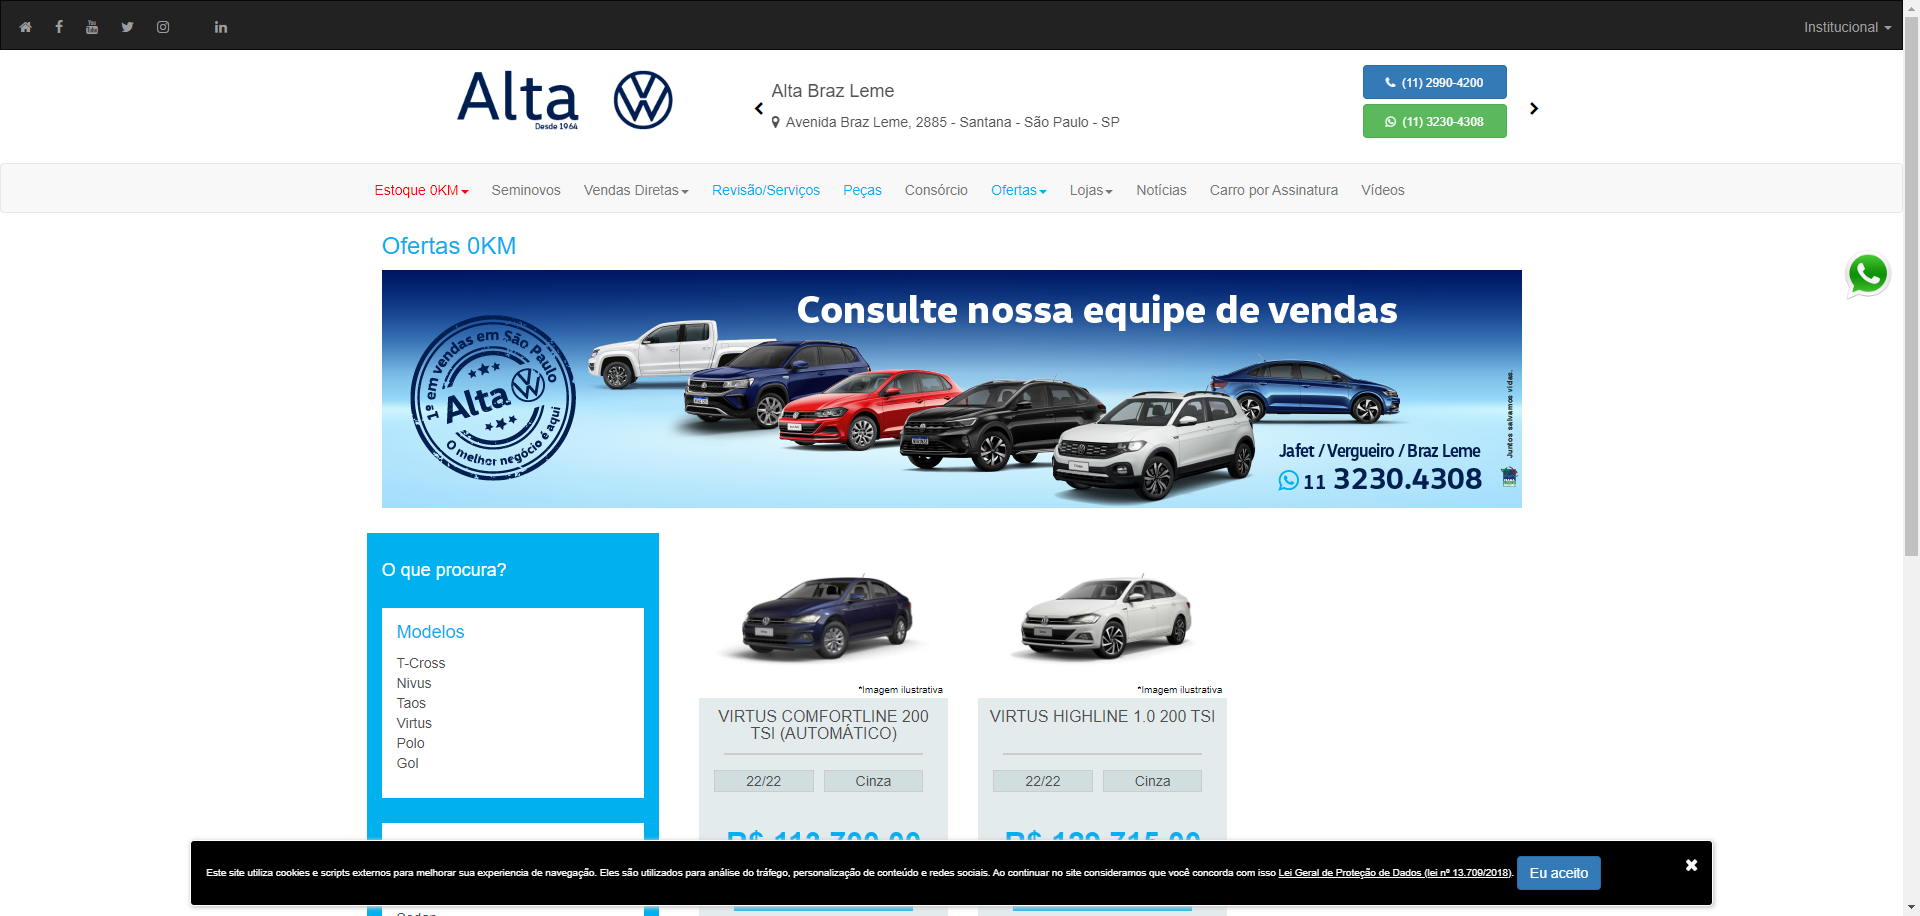 Institucional
Alta
Desde 1964
Alta Braz Leme
Avenida Braz Leme, 2885 - Santana - São Paulo - SP
(11) 2990-4200
(11) 3230-4308
Estoque 0KM Seminovos Vendas Diretas Revisão/Serviços Peças Consórcio Ofertas Lojas Notícias Carro por Assinatura Vídeos
Ofertas 0KM
Consulte nossa equipe de vendas
1º em vendas em São Paulo
Alta
O melhor negócio é aqui
Juntos salvamos vidas.
Jafet / Vergueiro / Braz Leme
11 3230.4308
O que procura?
Modelos
T-Cross
Nivus
Taos
Virtus
Polo
Gol
*Imagem ilustrativa
VIRTUS COMFORTLINE 200
TSI (AUTOMÁTICO)
22/22 Cinza
*Imagem ilustrativa
VIRTUS HIGHLINE 1.0 200 TSI
22/22 Cinza
Este site utiliza cookies e scripts externos para melhorar sua experiencia de navegação. Eles são utilizados para análise do tráfego, personalização de conteúdo e redes sociais. Ao continuar no site consideramos que você concorda com isso Lei Geral de Proteção de Dados (lei nº 13.709/2018). Eu aceito